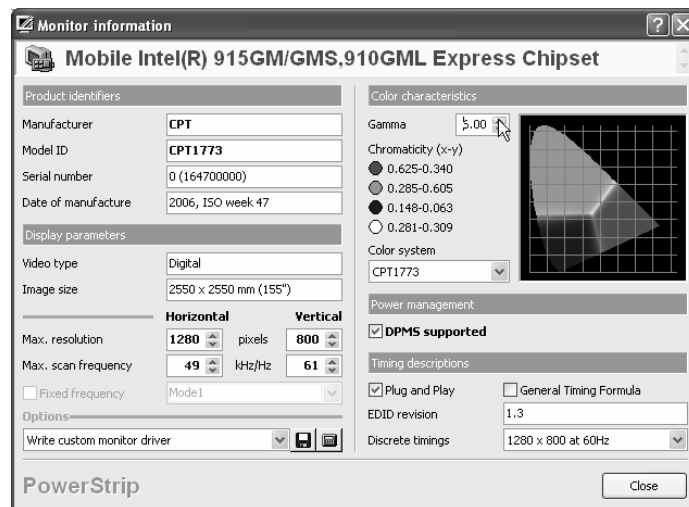 Monitor information
Mobile Intel(R) 915GM/GMS,910GML Express Chipset
Product identifiers
Manufacturer CPT
Model ID CPT1773
Serial number 0 (164700000)
Date of manufacture 2006, ISO week 47
Display parameters
Video type Digital
Image size 2550 x 2550 mm (155")
Horizontal Vertical
Max. resolution 1280 pixels 800
Max. scan frequency 49 kHz/Hz 61
Fixed frequency Mode1
Options
Write custom monitor driver
Color characteristics
Gamma 5.00
Chromaticity (x-y)
0.625-0.340
0.285-0.605
0.148-0.063
0.281-0.309
Color system
CPT1773
Power management
DPMS supported
Timing descriptions
Plug and Play General Timing Formula
EDID revision 1.3
Discrete timings 1280 x 800 at 60Hz
PowerStrip
Close